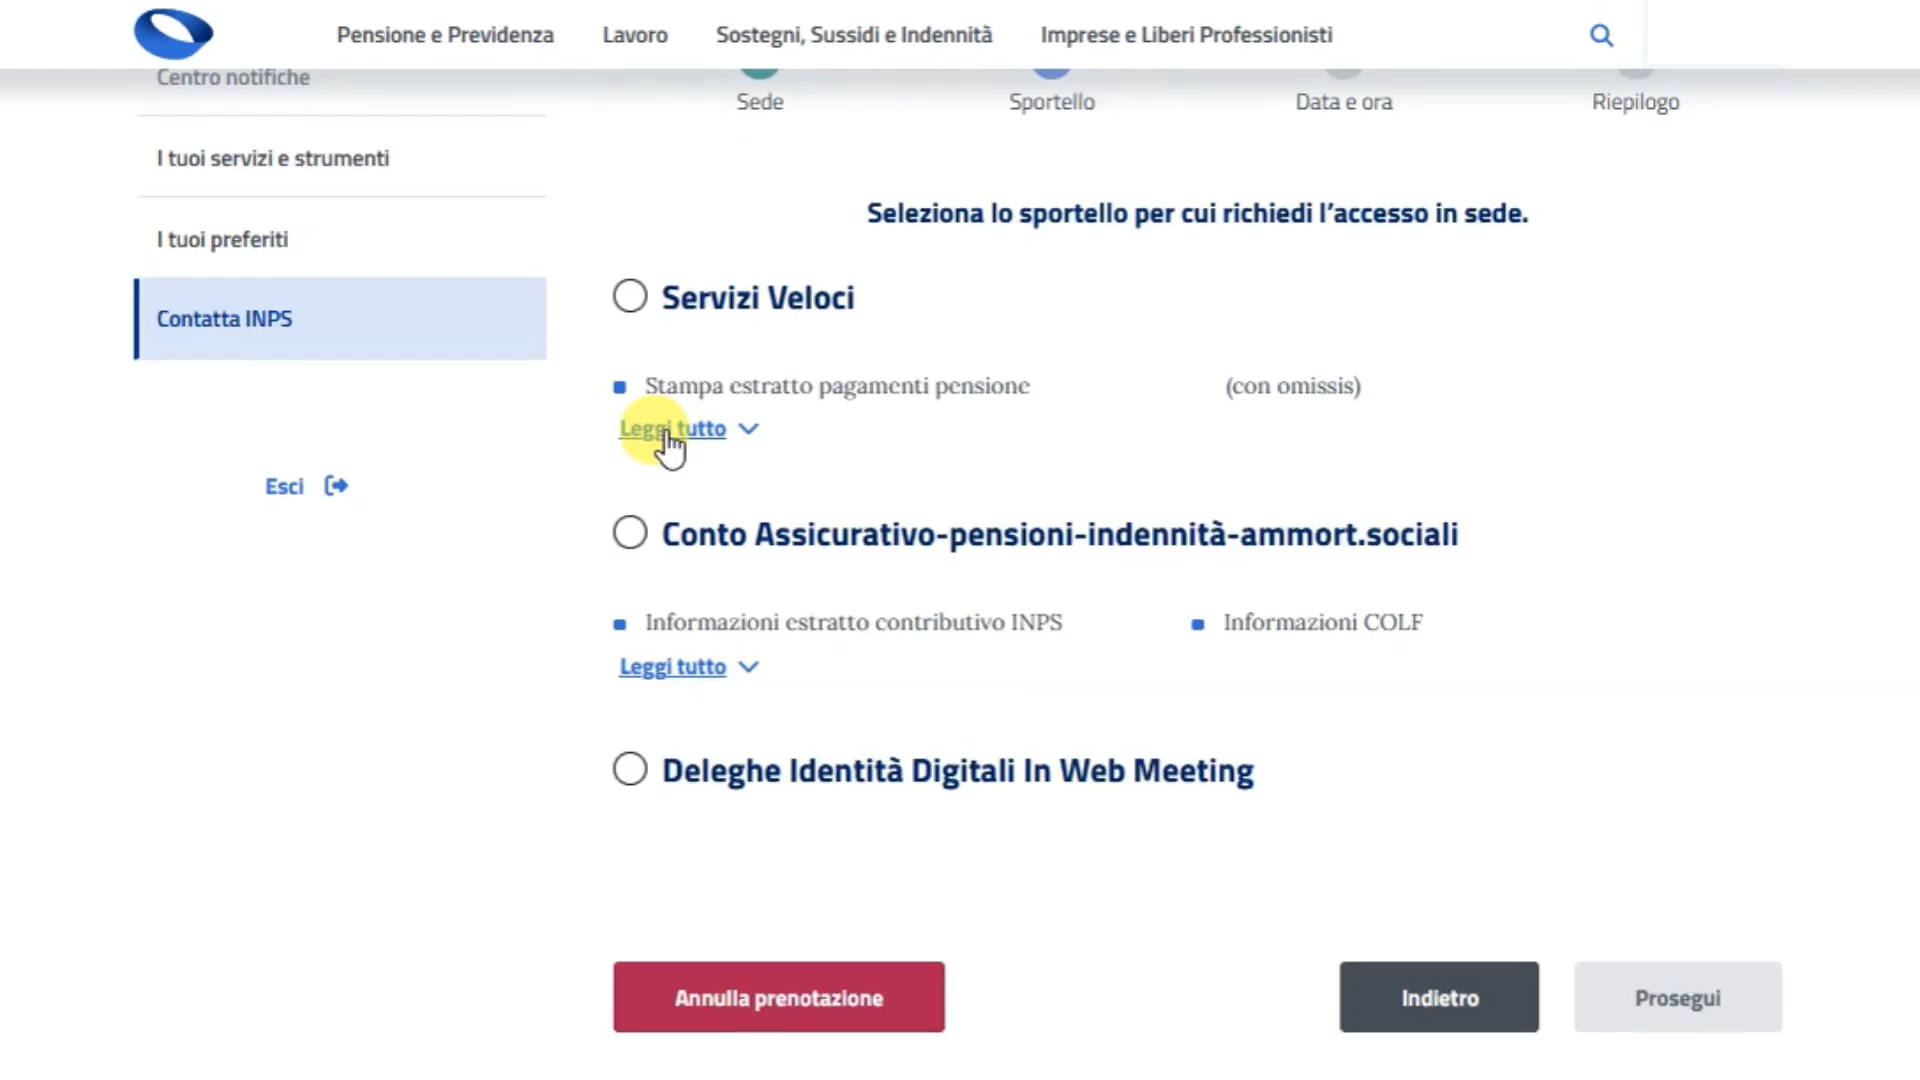 Pensione e Previdenza Lavoro Sostegni, Sussidi e Indennità Imprese e Liberi Professionisti
Centro notifiche
I tuoi servizi e strumenti
I tuoi preferiti
Contatta INPS
Esci
Sede Sportello Data e ora Riepilogo
Seleziona lo sportello per cui richiedi l’accesso in sede.
Servizi Veloci
Stampa estratto pagamenti pensione (con omissis)
Leggi tutto
Conto Assicurativo-pensioni-indennità-ammort.sociali
Informazioni estratto contributivo INPS Informazioni COLF
Leggi tutto
Deleghe Identità Digitali In Web Meeting
Annulla prenotazione Indietro Prosegui